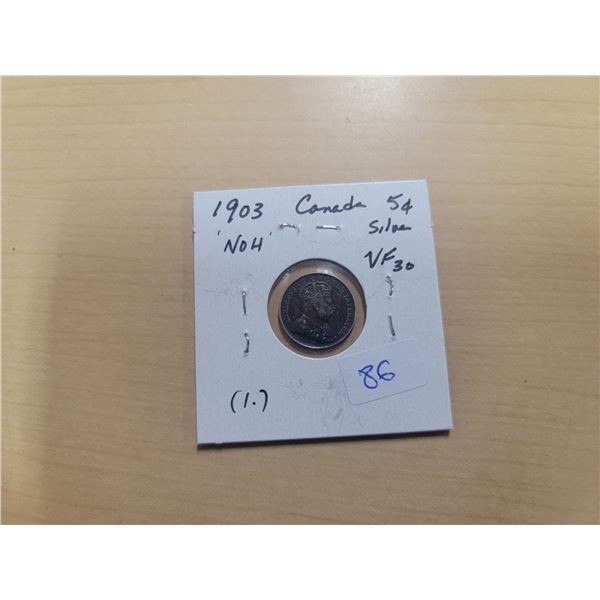 1903 Canada 5¢
'NOH' Silver
VF30
86
(1.)